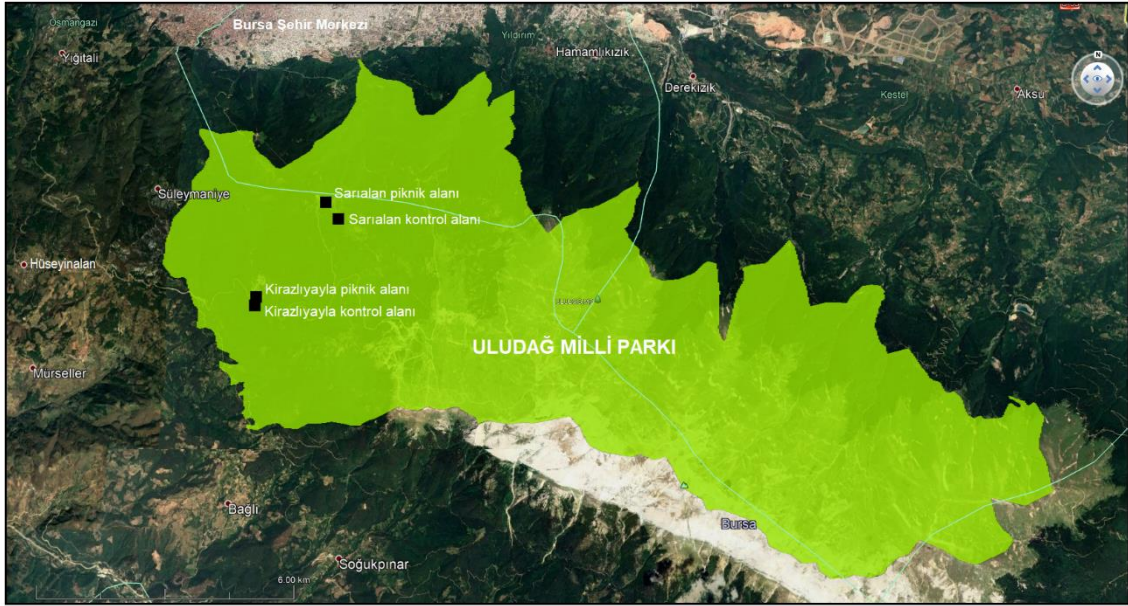 Osmangazi
Bursa Şehir Merkezi
Yıldırım
Yiğitali
Hamamlıkızık
Derekizik
Kestel
Aksu
N
Süleymaniye
Sarıalan piknik alanı
Sarıalan kontrol alanı
Hüseyinalan
Kirazlıyayla piknik alanı
Kirazlıyayla kontrol alanı
ULUDAĞ MİLLİ PARKI
Mürseller
Bağlı
Bursa
Soğukpınar
6.00 km